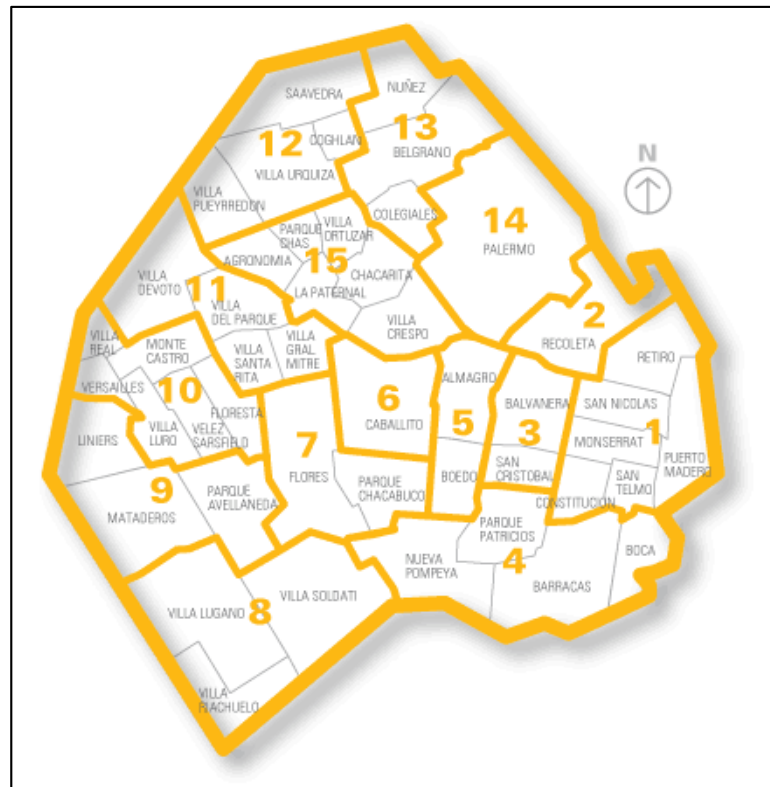 SAAVEDRA
NUÑEZ
12
COGHLAN
13
BELGRANO
VILLA URQUIZA
N
VILLA
PUEYRREDON
COLEGIALES
14
PALERMO
PARQUE
CHAS
VILLA
ORTUZAR
AGRONOMIA
15
CHACARITA
LA PATERNAL
VILLA
DEVOTO
11
VILLA
DEL PARQUE
VILLA
CRESPO
2
RECOLETA
RETIRO
VILLA
REAL
MONTE
CASTRO
VILLA
SANTA
RITA
VILLA
GRAL
MITRE
VERSAILLES
10
6
CABALLITO
ALMAGRO
5
BALVANERA
3
SAN NICOLAS
MONSERRAT
1
FLORESTA
VILLA
LURO
VELEZ
SARSFIELD
LINIERS
7
FLORES
PARQUE
CHACABUCO
BOEDO
SAN
CRISTOBAL
CONSTITUCION
SAN
TELMO
PUERTO
MADERO
9
MATADEROS
PARQUE
AVELLANEDA
PARQUE
PATRICIOS
4
NUEVA
POMPEYA
BARRACAS
BOCA
VILLA SOLDATI
VILLA LUGANO
8
VILLA
RIACHUELO